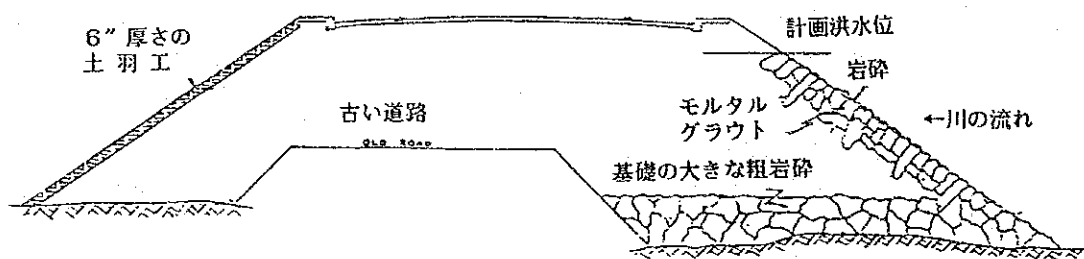 6″厚さの
土羽工
計画洪水位
岩砕
モルタル
グラウト
←川の流れ
古い道路
OLD ROAD
基礎の大きな粗岩砕